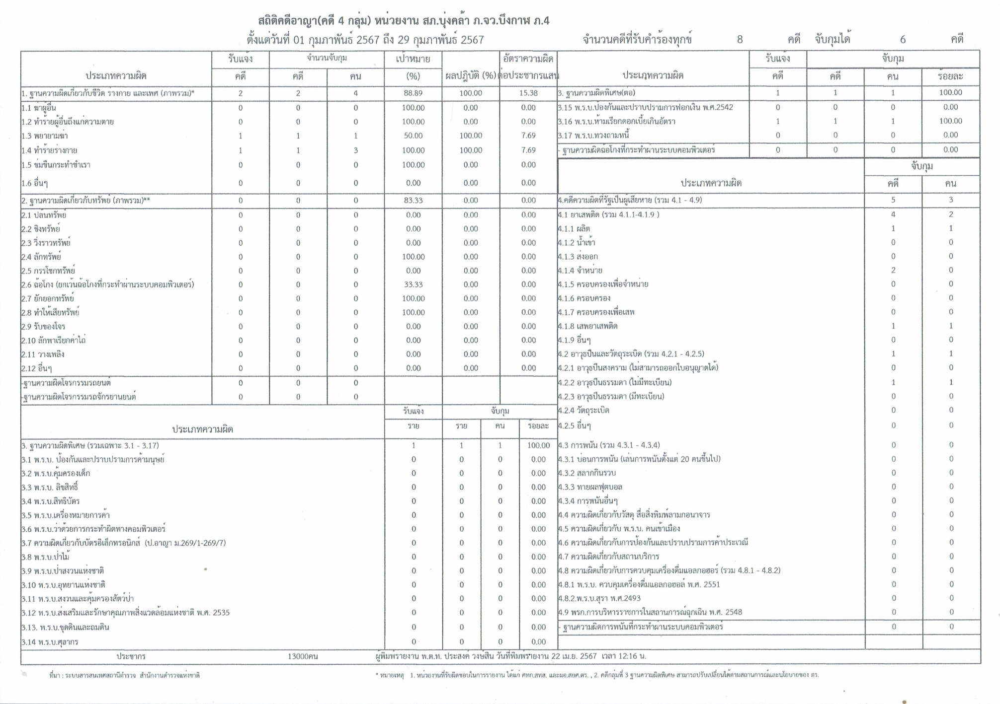 สถิติคดีอาญา(คดี 4 กลุ่ม) หน่วยงาน สภ.บุ่งคล้า ภ.จว.บึงกาฬ ภ.4
ตั้งแต่วันที่ 01 กุมภาพันธ์ 2567 ถึง 29 กุมภาพันธ์ 2567 จำนวนคดีที่รับคำร้องทุกข์ 8 คดี จับกุมได้ 6 คดี
ประเภทความผิด รับแจ้ง จำนวนจับกุม เป้าหมาย ผลปฎิบัติ (%) อัตราความผิด
คดี คดี คน (%) ต่อประชากรแสน
1. ฐานความผิดเกี่ยวกับชีวิต ร่างกาย และเพศ (ภาพรวม)* 2 2 4 88.89 100.00 15.38
1.1 ฆ่าผู้อื่น 0 0 0 100.00 0.00 0.00
1.2 ทำร้ายผู้อื่นถึงแก่ความตาย 0 0 0 100.00 0.00 0.00
1.3 พยายามฆ่า 1 1 1 50.00 100.00 7.69
1.4 ทำร้ายร่างกาย 1 1 3 100.00 100.00 7.69
1.5 ข่มขืนกระทำชำเรา 0 0 0 100.00 0.00 0.00
1.6 อื่นๆ 0 0 0 0.00 0.00 0.00
2. ฐานความผิดเกี่ยวกับทรัพย์ (ภาพรวม)** 0 0 0 83.33 0.00 0.00
2.1 ปล้นทรัพย์ 0 0 0 0.00 0.00 0.00
2.2 ชิงทรัพย์ 0 0 0 0.00 0.00 0.00
2.3 วิ่งราวทรัพย์ 0 0 0 0.00 0.00 0.00
2.4 ลักทรัพย์ 0 0 0 100.00 0.00 0.00
2.5 กรรโชกทรัพย์ 0 0 0 0.00 0.00 0.00
2.6 ฉ้อโกง (ยกเว้นฉ้อโกงที่กระทำผ่านระบบคอมพิวเตอร์) 0 0 0 33.33 0.00 0.00
2.7 ยักยอกทรัพย์ 0 0 0 100.00 0.00 0.00
2.8 ทำให้เสียทรัพย์ 0 0 0 100.00 0.00 0.00
2.9 รับของโจร 0 0 0 0.00 0.00 0.00
2.10 ลักพาเรียกค่าไถ่ 0 0 0 0.00 0.00 0.00
2.11 วางเพลิง 0 0 0 0.00 0.00 0.00
2.12 อื่นๆ 0 0 0 0.00 0.00 0.00
-ฐานความผิดโจรกรรมรถยนต์ 0 0 0
-ฐานความผิดโจรกรรมรถจักรยานยนต์ 0 0 0
ประเภทความผิด รับแจ้ง จับกุม
ราย ราย คน ร้อยละ
3. ฐานความผิดพิเศษ (รวมเฉพาะ 3.1 - 3.17) 1 1 1 100.00
3.1 พ.ร.บ. ป้องกันและปราบปรามการค้ามนุษย์ 0 0 0 0.00
3.2 พ.ร.บ.คุ้มครองเด็ก 0 0 0 0.00
3.3 พ.ร.บ. ลิขสิทธิ์ 0 0 0 0.00
3.4 พ.ร.บ.สิทธิบัตร 0 0 0 0.00
3.5 พ.ร.บ.เครื่องหมายการค้า 0 0 0 0.00
3.6 พ.ร.บ.ว่าด้วยการกระทำผิดทางคอมพิวเตอร์ 0 0 0 0.00
3.7 ความผิดเกี่ยวกับบัตรอิเล็กทรอนิกส์ (ป.อาญา ม.269/1-269/7) 0 0 0 0.00
3.8 พ.ร.บ.ป่าไม้ 0 0 0 0.00
3.9 พ.ร.บ.ป่าสงวนแห่งชาติ 0 0 0 0.00
3.10 พ.ร.บ.อุทยานแห่งชาติ 0 0 0 0.00
3.11 พ.ร.บ.สงวนและคุ้มครองสัตว์ป่า 0 0 0 0.00
3.12 พ.ร.บ.ส่งเสริมและรักษาคุณภาพสิ่งแวดล้อมแห่งชาติ พ.ศ. 2535 0 0 0 0.00
3.13. พ.ร.บ.ขุดดินและถมดิน 0 0 0 0.00
3.14 พ.ร.บ.ศุลากร 0 0 0 0.00
ประเภทความผิด รับแจ้ง จับกุม
คดี คดี คน ร้อยละ
3. ฐานความผิดพิเศษ(ต่อ) 1 1 1 100.00
3.15 พ.ร.บ.ป้องกันและปราบปรามการฟอกเงิน พ.ศ.2542 0 0 0 0.00
3.16 พ.ร.บ.ห้ามเรียกดอกเบี้ยเกินอัตรา 1 1 1 100.00
3.17 พ.ร.บ.ทวงถามหนี้ 0 0 0 0.00
- ฐานความผิดฉ้อโกงที่กระทำผ่านระบบคอมพิวเตอร์ 0 0 0 0.00
ประเภทความผิด จับกุม
คดี คน
4.คดีความผิดที่รัฐเป็นผู้เสียหาย (รวม 4.1 - 4.9) 5 3
4.1 ยาเสพติด (รวม 4.1.1-4.1.9 ) 4 2
4.1.1 ผลิต 1 1
4.1.2 น้ำเข้า 0 0
4.1.3 ส่งออก 0 0
4.1.4 จำหน่าย 2 0
4.1.5 ครอบครองเพื่อจำหน่าย 0 0
4.1.6 ครอบครอง 0 0
4.1.7 ครอบครองเพื่อเสพ 0 0
4.1.8 เสพยาเสพติด 1 1
4.1.9 อื่นๆ 0 0
4.2 อาวุธปืนและวัตถุระเบิด (รวม 4.2.1 - 4.2.5) 1 1
4.2.1 อาวุธปืนสงคราม (ไม่สามารถออกใบอนุญาตได้) 0 0
4.2.2 อาวุธปืนธรรมดา (ไม่มีทะเบียน) 1 1
4.2.3 อาวุธปืนธรรมดา (มีทะเบียน) 0 0
4.2.4 วัตถุระเบิด 0 0
4.2.5 อื่นๆ 0 0
4.3 การพนัน (รวม 4.3.1 - 4.3.4) 0 0
4.3.1 บ่อนการพนัน (เล่นการพนันตั้งแต่ 20 คนขึ้นไป) 0 0
4.3.2 สลากกินรวบ 0 0
4.3.3 ทายผลฟุตบอล 0 0
4.3.4 การพนันอื่นๆ 0 0
4.4 ความผิดเกี่ยวกับวัสดุ สื่อสิ่งพิมพ์ลามกอนาจาร 0 0
4.5 ความผิดเกี่ยวกับ พ.ร.บ. คนเข้าเมือง 0 0
4.6 ความผิดเกี่ยวกับการป้องกันและปราบปรามการค้าประเวณี 0 0
4.7 ความผิดเกี่ยวกับสถานบริการ 0 0
4.8 ความผิดเกี่ยวกับการควบคุมเครื่องดื่มแอลกอฮอร์ (รวม 4.8.1 - 4.8.2) 0 0
4.8.1 พ.ร.บ. ควบคุมเครื่องดื่มแอลกอฮอล์ พ.ศ. 2551 0 0
4.8.2.พ.ร.บ.สุรา พ.ศ.2493 0 0
4.9 พรก.การบริหารราชการในสถานการณ์ฉุกเฉิน พ.ศ. 2548 0 0
- ฐานความผิดการพนันที่กระทำผ่านระบบคอมพิวเตอร์ 0 0
ประชากร 13000คน ผู้พิมพ์รายงาน พ.ต.ท. ประสงค์ วงษ์สิน วันที่พิมพ์รายงาน 22 เม.ย. 2567 เวลา 12:16 น.
ที่มา : ระบบสารสนเทศสถานีตำรวจ สำนักงานตำรวจแห่งชาติ * หมายเหตุ 1. หน่วยงานที่รับผิดชอบในการรายงาน ได้แก่ ศทก.สทส. และผอ.สยศ.ตร. , 2. คดีกลุ่มที่ 3 ฐานความผิดพิเศษ สามารถปรับเปลี่ยนได้ตามสถานการณ์และนโยบายของ ตร.